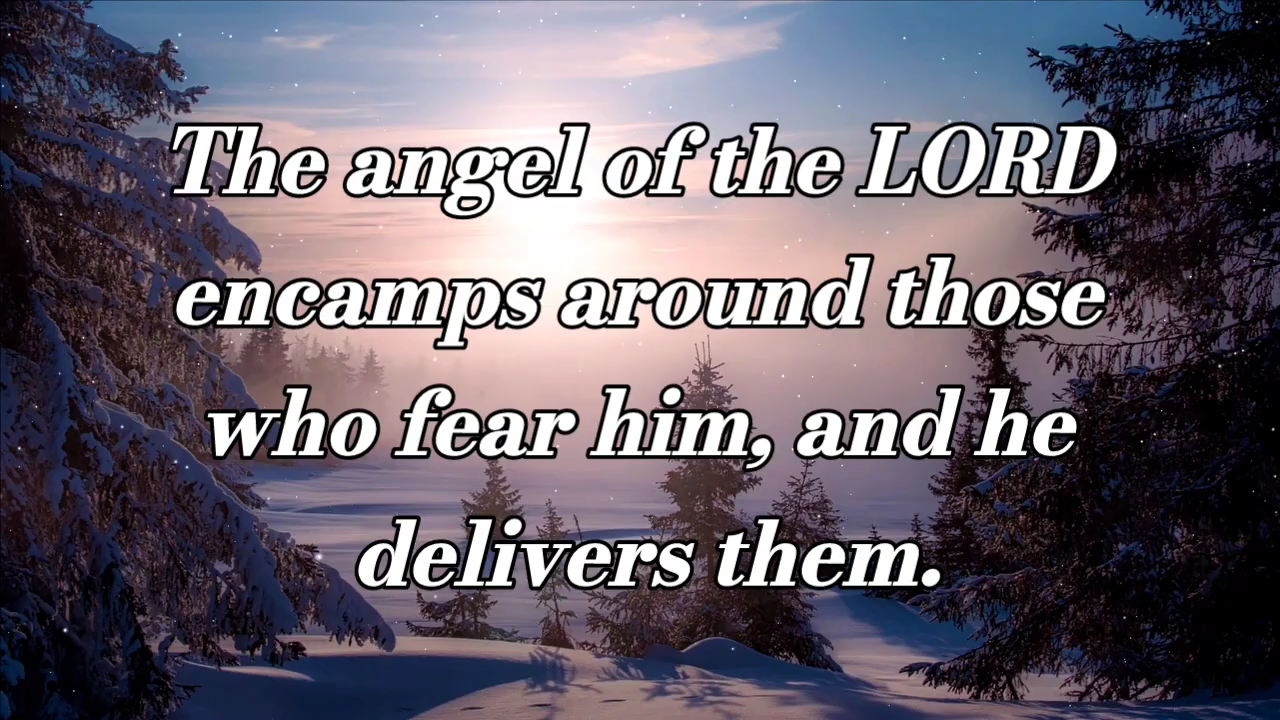 The angel of the LORD
encamps around those
who fear him, and he
delivers them.